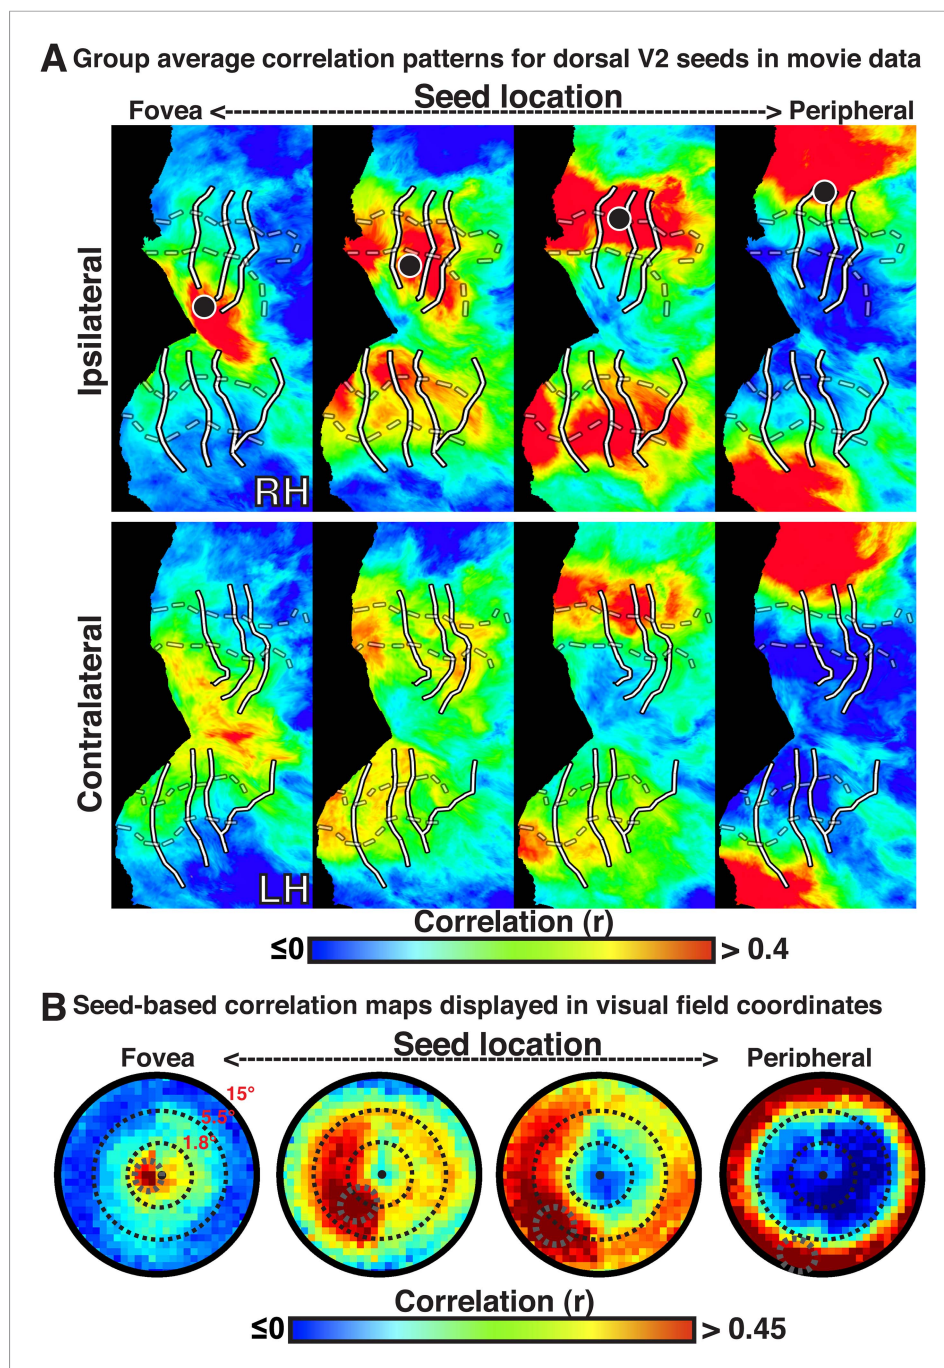 A Group average correlation patterns for dorsal V2 seeds in movie data
Seed location
Fovea <-----------------------------------------------------> Peripheral
Ipsilateral
RH
Contralateral
LH
Correlation (r)
≤0 > 0.4
B Seed-based correlation maps displayed in visual field coordinates
Seed location
Fovea <-----------------------------------------------------> Peripheral
15°
5.5°
1.8°
Correlation (r)
≤0 > 0.45